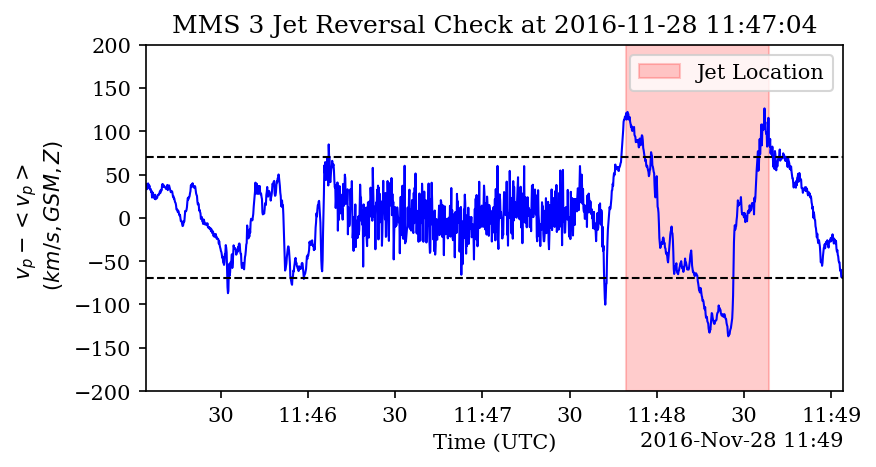 MMS 3 Jet Reversal Check at 2016-11-28 11:47:04
200
150
100
50
0
−50
−100
−150
−200
v_p − < v_p >
(km/s, GSM, Z)
Jet Location
30 11:46 30 11:47 30 11:48 30 11:49
Time (UTC)
2016-Nov-28 11:49